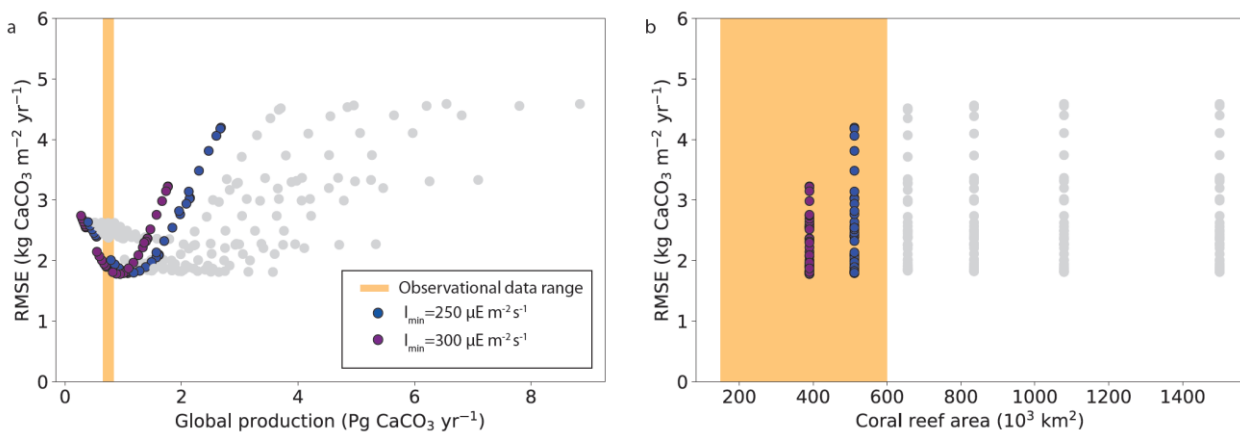 a
RMSE (kg CaCO₃ m⁻² yr⁻¹)
6
5
4
3
2
1
0
0 2 4 6 8
Global production (Pg CaCO₃ yr⁻¹)
Observational data range
I_min=250 µE m⁻²s⁻¹
I_min=300 µE m⁻²s⁻¹
b
RMSE (kg CaCO₃ m⁻² yr⁻¹)
6
5
4
3
2
1
0
200 400 600 800 1000 1200 1400
Coral reef area (10³ km²)